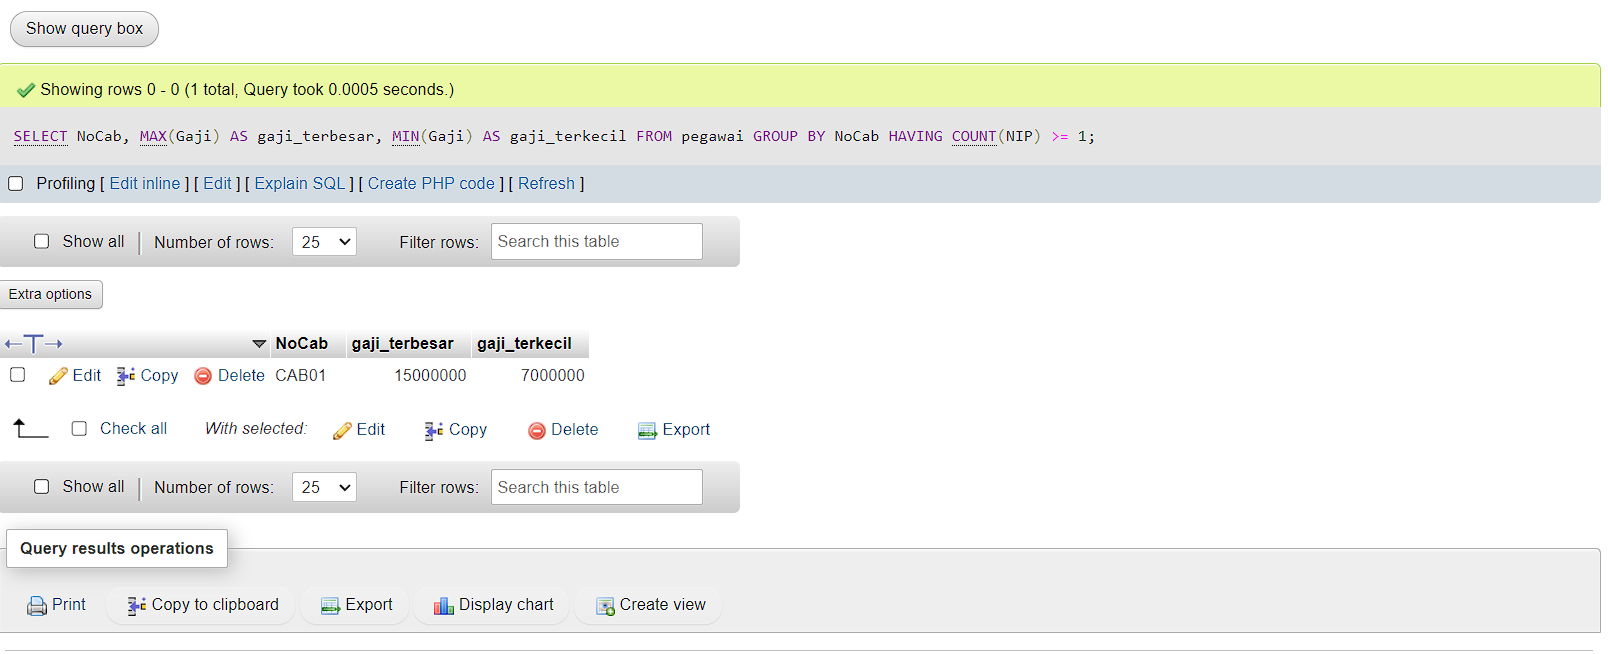 Show query box
Showing rows 0 - 0 (1 total, Query took 0.0005 seconds.)
SELECT NoCab, MAX(Gaji) AS gaji_terbesar, MIN(Gaji) AS gaji_terkecil FROM pegawai GROUP BY NoCab HAVING COUNT(NIP) >= 1;
Profiling [ Edit inline ] [ Edit ] [ Explain SQL ] [ Create PHP code ] [ Refresh ]
Show all | Number of rows: 25 Filter rows: Search this table
Extra options
←T→ NoCab gaji_terbesar gaji_terkecil
Edit Copy Delete CAB01 15000000 7000000
Check all With selected: Edit Copy Delete Export
Show all | Number of rows: 25 Filter rows: Search this table
Query results operations
Print Copy to clipboard Export Display chart Create view